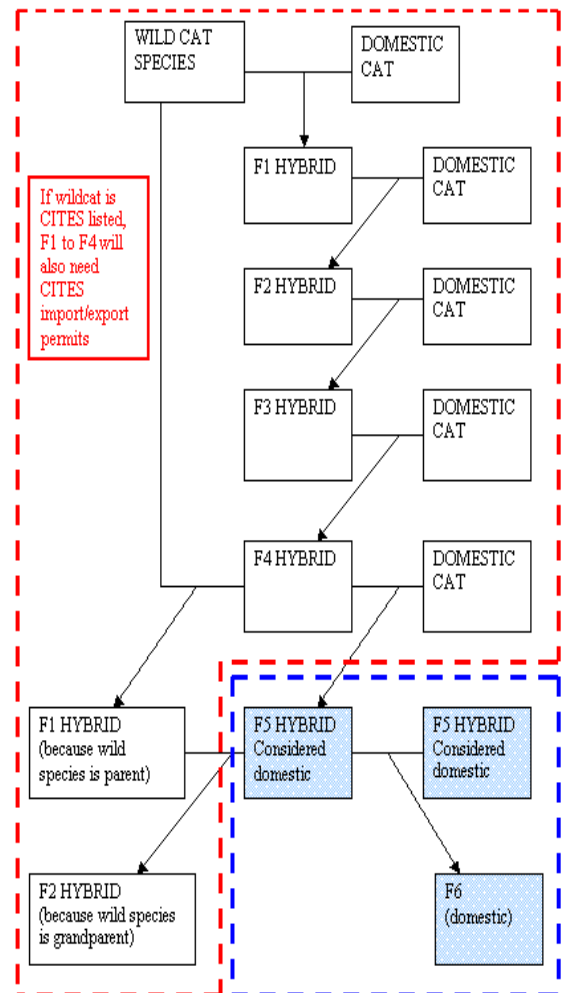 WILD CAT
SPECIES
DOMESTIC
CAT
F1 HYBRID
DOMESTIC
CAT
If wildcat is
CITES listed,
F1 to F4 will
also need
CITES
import/export
permits
F2 HYBRID
DOMESTIC
CAT
F3 HYBRID
DOMESTIC
CAT
F4 HYBRID
DOMESTIC
CAT
F1 HYBRID
(because wild
species is parent)
F5 HYBRID
Considered
domestic
F5 HYBRID
Considered
domestic
F2 HYBRID
(because wild species
is grandparent)
F6
(domestic)